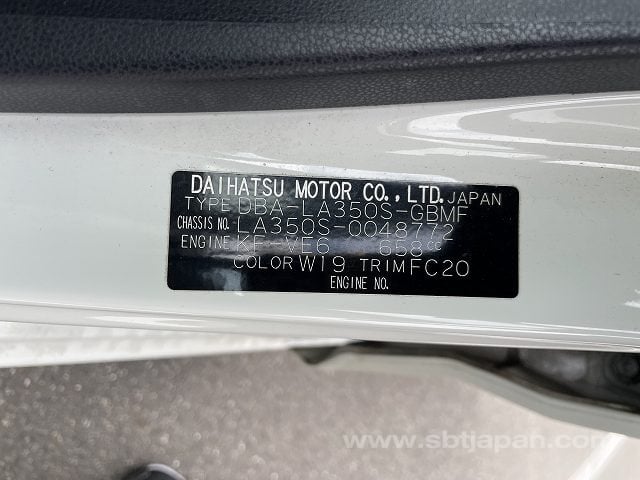 DAIHATSU MOTOR CO., LTD. JAPAN
TYPE DBA-LA350S-GBMF
CHASSIS NO. LA350S-0048772
ENGINE KF-VE6 658cc
COLOR W19 TRIM FC20
ENGINE NO.
www.sbtjapan.com